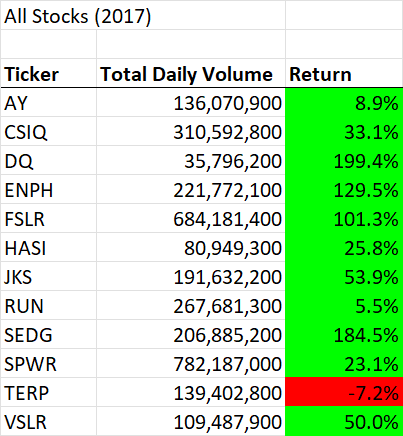 All Stocks (2017)
Ticker Total Daily Volume Return
AY 136,070,900 8.9%
CSIQ 310,592,800 33.1%
DQ 35,796,200 199.4%
ENPH 221,772,100 129.5%
FSLR 684,181,400 101.3%
HASI 80,949,300 25.8%
JKS 191,632,200 53.9%
RUN 267,681,300 5.5%
SEDG 206,885,200 184.5%
SPWR 782,187,000 23.1%
TERP 139,402,800 -7.2%
VSLR 109,487,900 50.0%